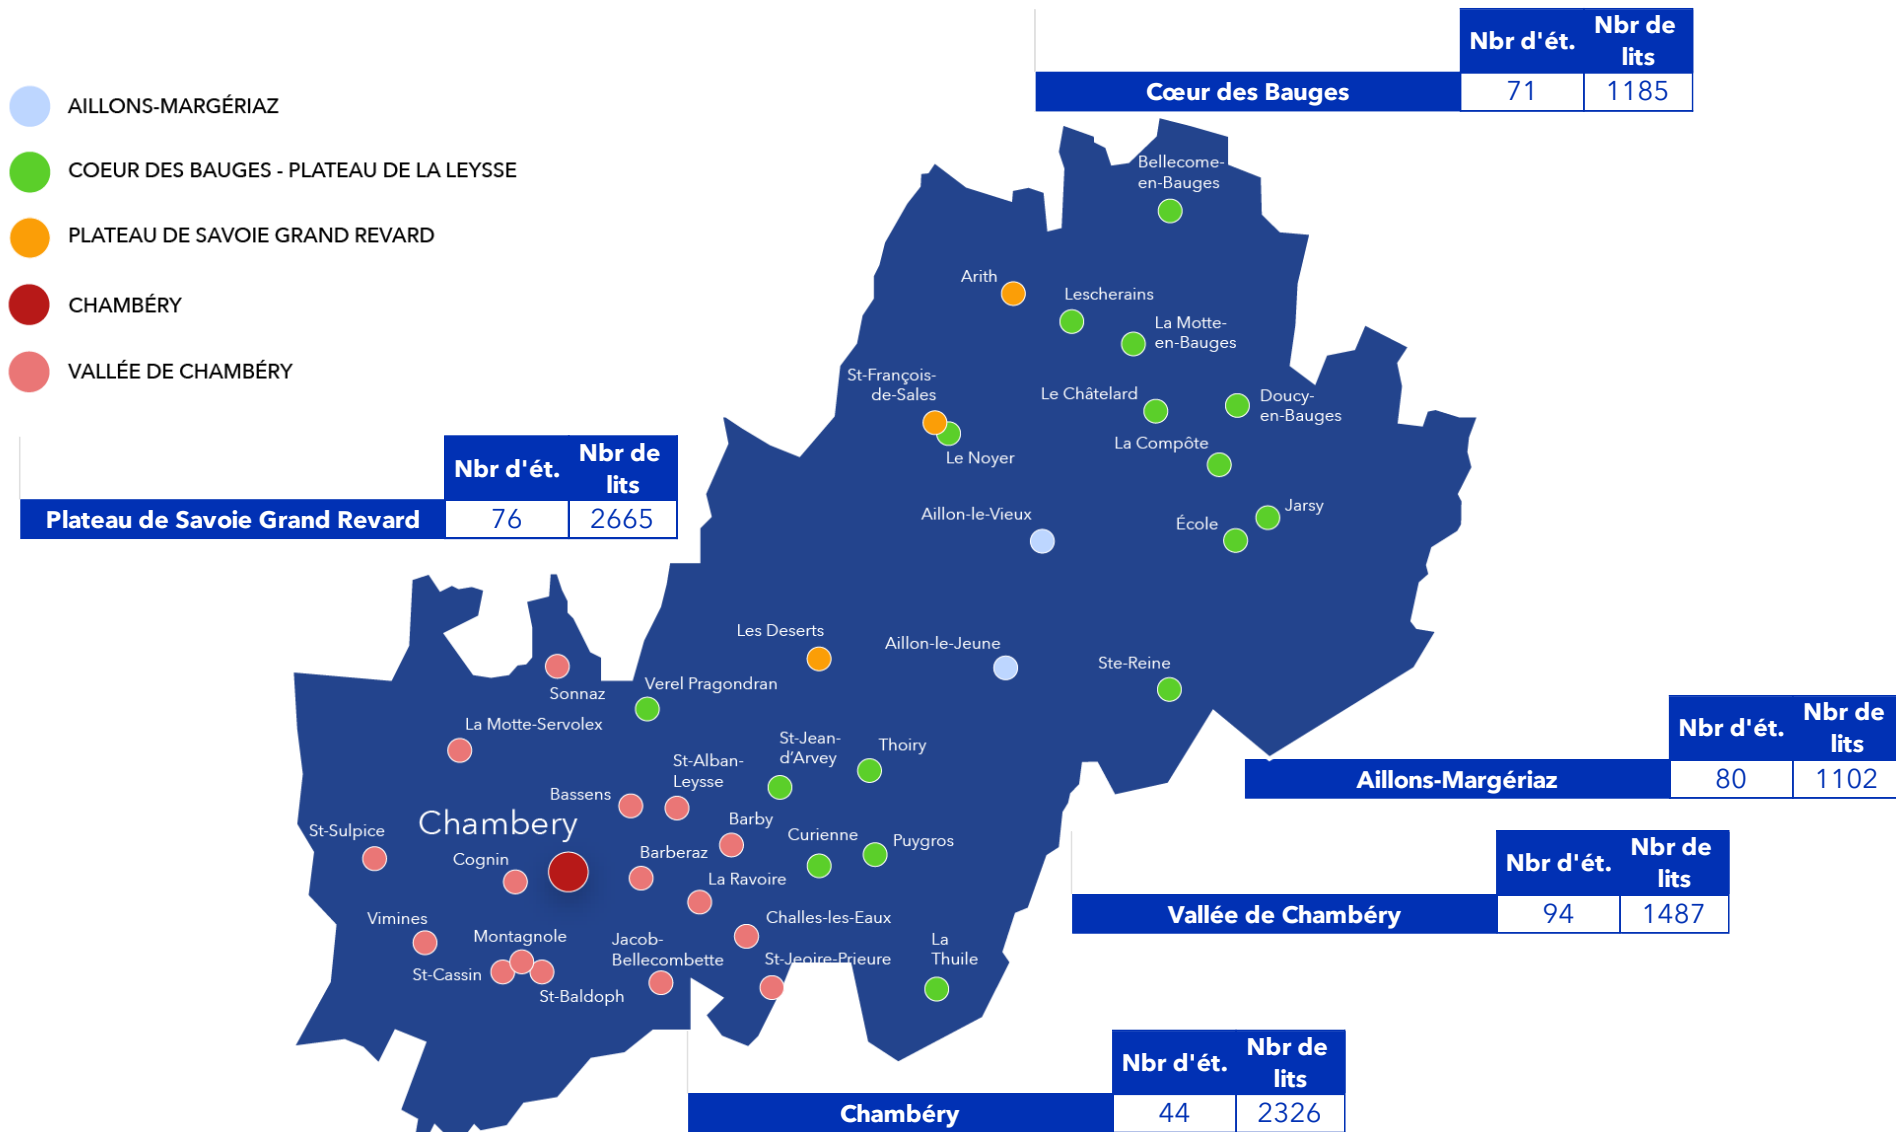 Nbr d'ét.
Nbr de
lits
Cœur des Bauges
71
1185
AILLONS-MARGÉRIAZ
COEUR DES BAUGES - PLATEAU DE LA LEYSSE
PLATEAU DE SAVOIE GRAND REVARD
CHAMBÉRY
VALLÉE DE CHAMBÉRY
Bellecome-
en-Bauges
Arith
Lescherains
La Motte-
en-Bauges
St-François-
de-Sales
Le Châtelard
Doucy-
en-Bauges
La Compôte
Le Noyer
Nbr d'ét.
Nbr de
lits
Plateau de Savoie Grand Revard
76
2665
Aillon-le-Vieux
Jarsy
École
Les Deserts
Aillon-le-Jeune
Ste-Reine
Sonnaz
Verel Pragondran
La Motte-Servolex
St-Jean-
d'Arvey
Thoiry
St-Alban-
Leysse
Bassens
Nbr d'ét.
Nbr de
lits
Aillons-Margériaz
80
1102
Chambery
St-Sulpice
Barby
Curienne
Puygros
Cognin
Barberaz
La Ravoire
Nbr d'ét.
Nbr de
lits
Vallée de Chambéry
94
1487
Vimines
Challes-les-Eaux
Montagnole
Jacob-
Bellecombette
La
Thuile
St-Jeoire-Prieure
St-Cassin
St-Baldoph
Nbr d'ét.
Nbr de
lits
Chambéry
44
2326